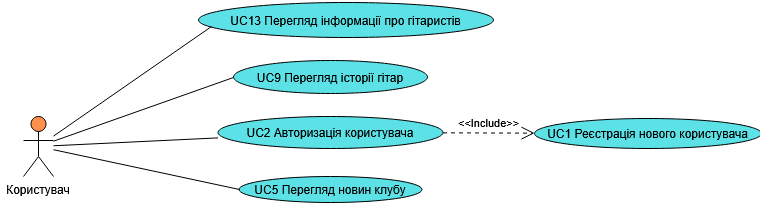 UC13 Перегляд інформації про гітаристів
UC9 Перегляд історії гітар
<<Include>>
UC2 Авторизація користувача
UC1 Реєстрація нового користувача
UC5 Перегляд новин клубу
Користувач